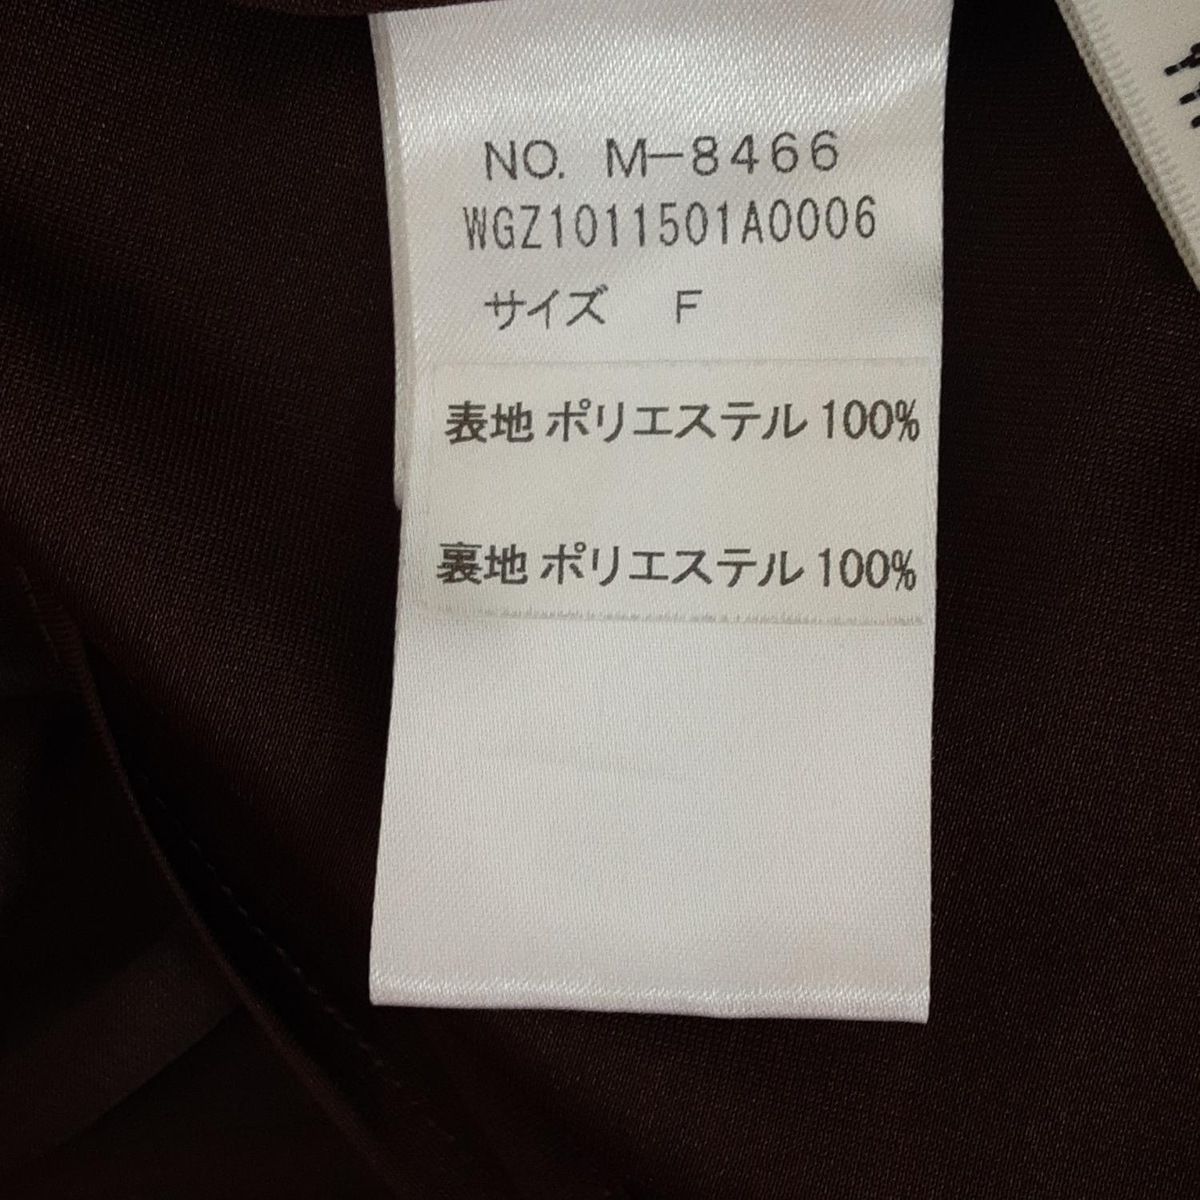 NO. M-8466
WGZ1011501A0006
サイズ F
表地 ポリエステル 100%
裏地 ポリエステル 100%